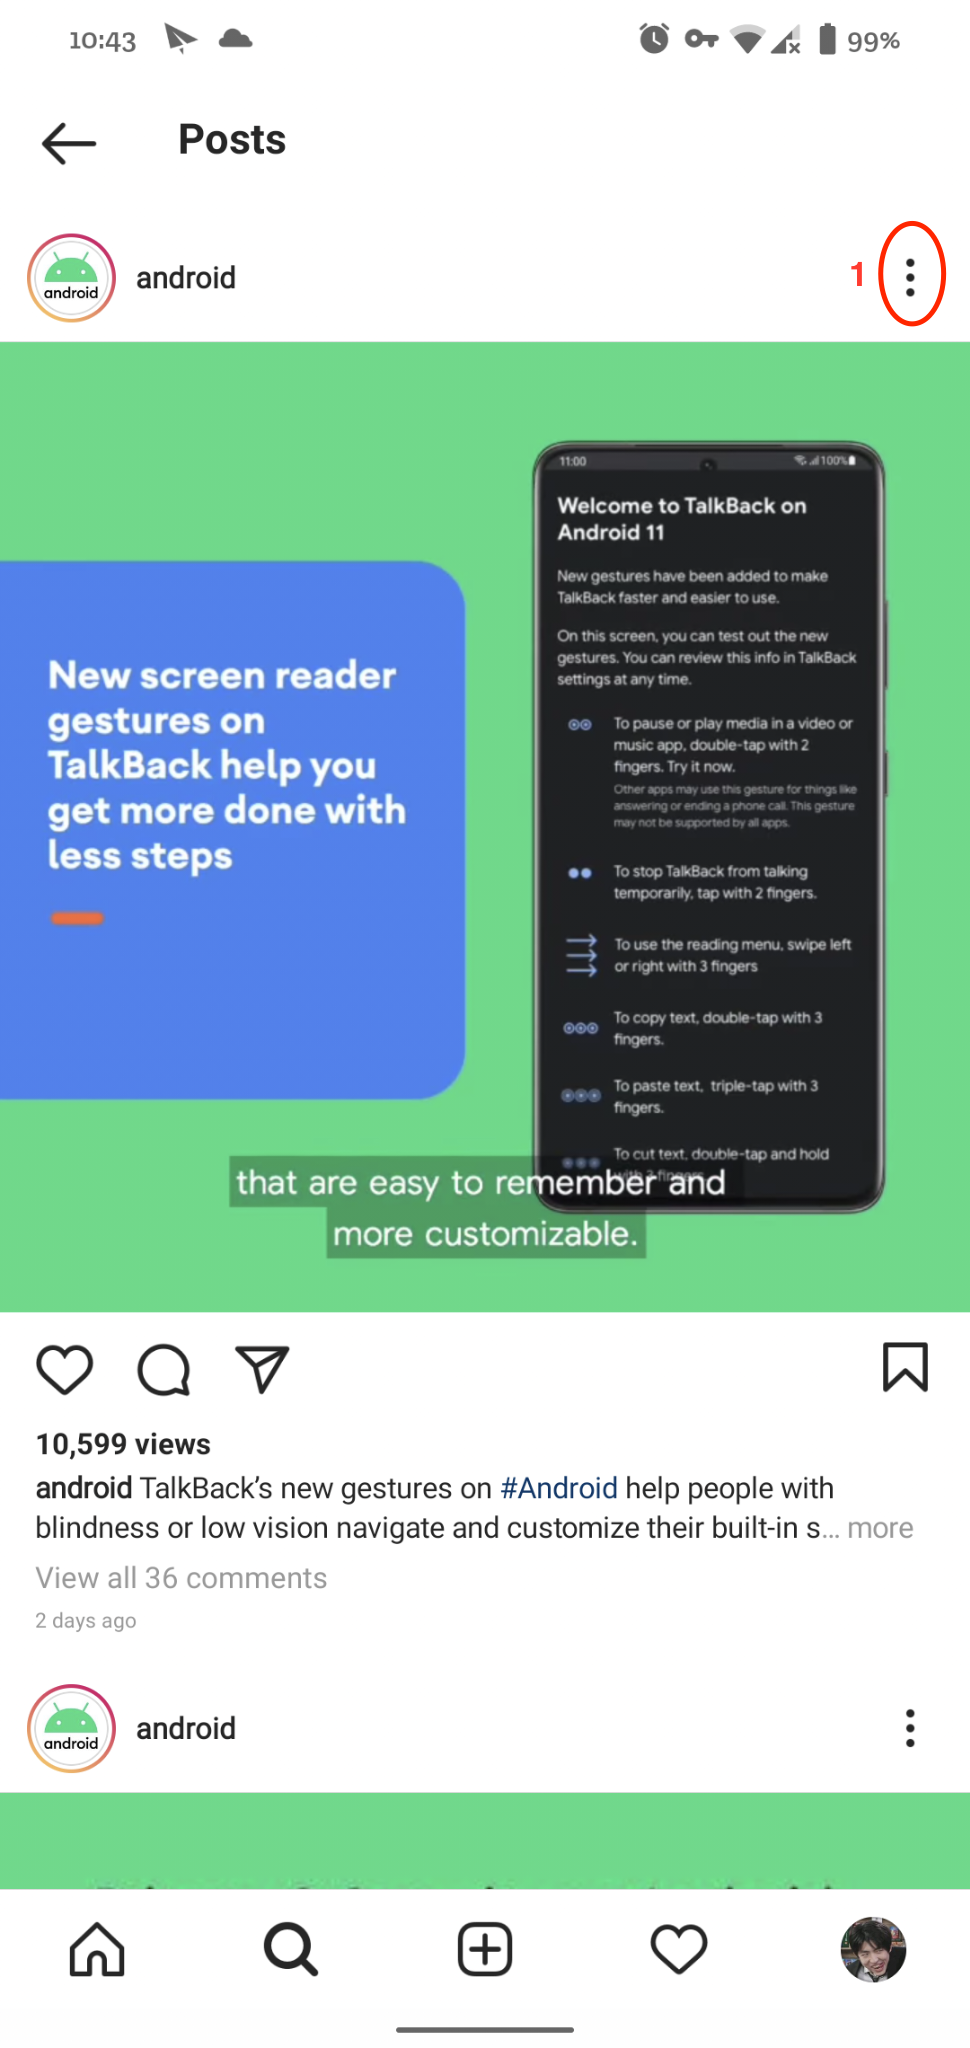 10:43
99%
Posts
android
android
1
11:00
100%
Welcome to TalkBack on
Android 11
New gestures have been added to make
TalkBack faster and easier to use.
On this screen, you can test out the new
gestures. You can review this info in TalkBack
settings at any time.
New screen reader
gestures on
TalkBack help you
get more done with
less steps
To pause or play media in a video or
music app, double-tap with 2
fingers. Try it now.
Other apps may use this gesture for things like
answering or ending a phone call. This gesture
may not be supported by all apps.
To stop TalkBack from talking
temporarily, tap with 2 fingers.
To use the reading menu, swipe left
or right with 3 fingers
To copy text, double-tap with 3
fingers.
To paste text, triple-tap with 3
fingers.
To cut text, double-tap and hold
with 3 fingers
that are easy to remember and
more customizable.
10,599 views
android TalkBack’s new gestures on #Android help people with
blindness or low vision navigate and customize their built-in s... more
View all 36 comments
2 days ago
android
android